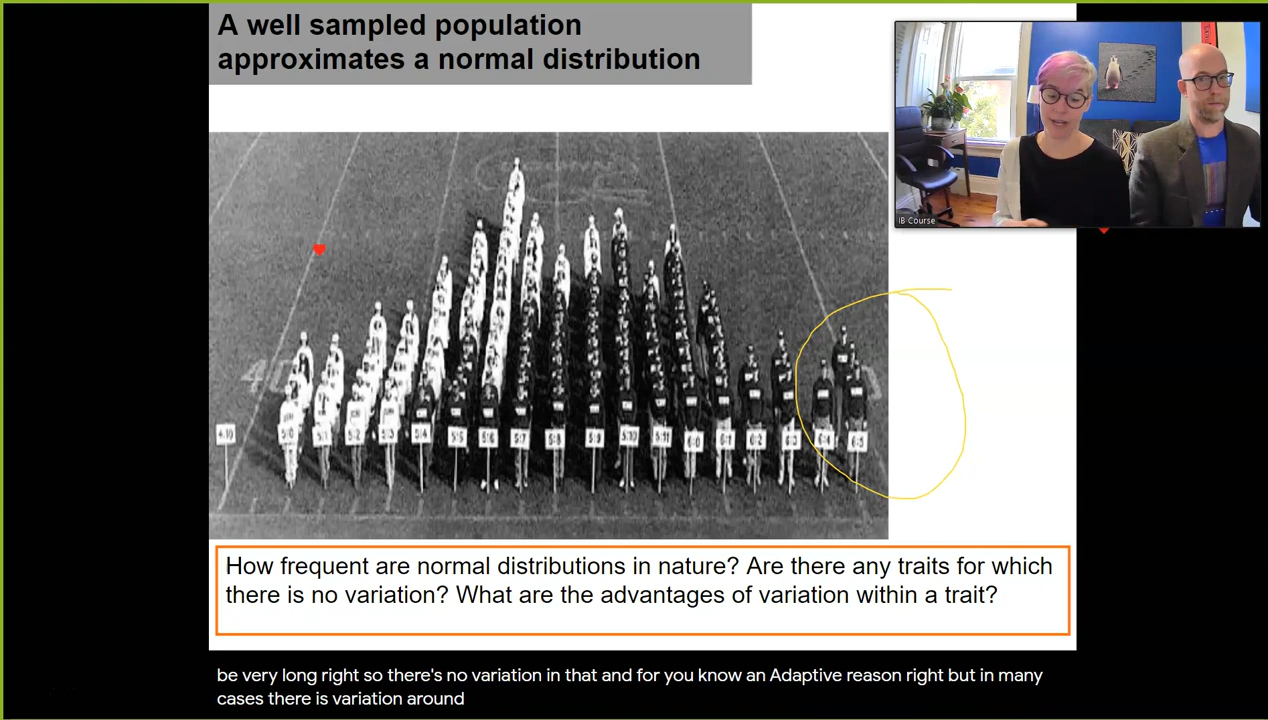 A well sampled population
approximates a normal distribution
IB Course
40
4:10 5:0 5:1 5:2 5:3 5:4 5:5 5:6 5:7 5:8 5:9 5:10 5:11 6:0 6:1 6:2 6:3 6:4 6:5
How frequent are normal distributions in nature? Are there any traits for which
there is no variation? What are the advantages of variation within a trait?
be very long right so there's no variation in that and for you know an Adaptive reason right but in many
cases there is variation around